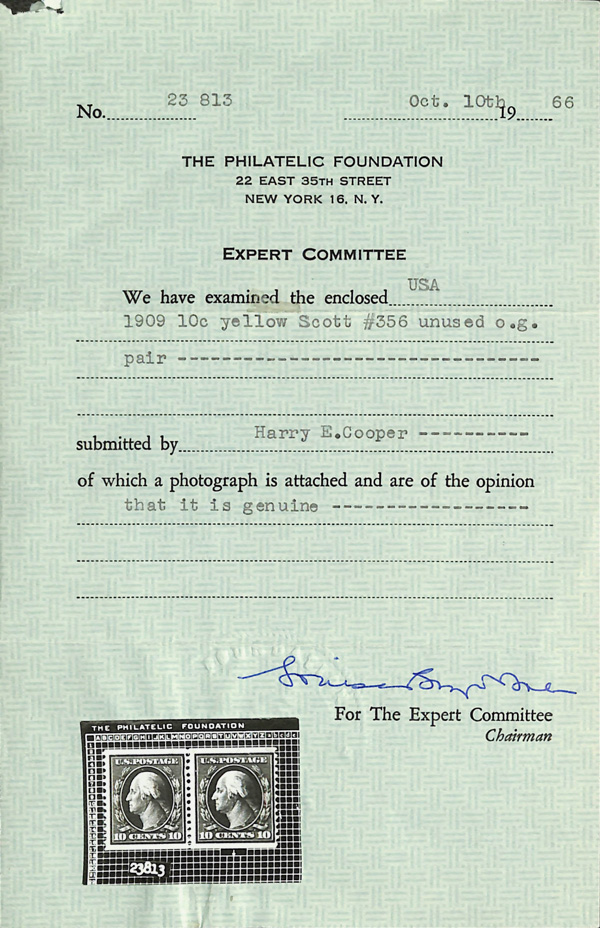 No. 23 813 Oct. 10th 19 66
THE PHILATELIC FOUNDATION
22 EAST 35TH STREET
NEW YORK 16, N. Y.
EXPERT COMMITTEE
We have examined the enclosed USA
1909 10c yellow Scott #356 unused o.g.
pair
submitted by Harry E.Cooper
of which a photograph is attached and are of the opinion
that it is genuine
For The Expert Committee
Chairman
THE PHILATELIC FOUNDATION
ABCDEFGHIJKLMNOPQRSTUVWXYZ
U.S. POSTAGE U.S. POSTAGE
10 CENTS 10 10 CENTS 10
23813